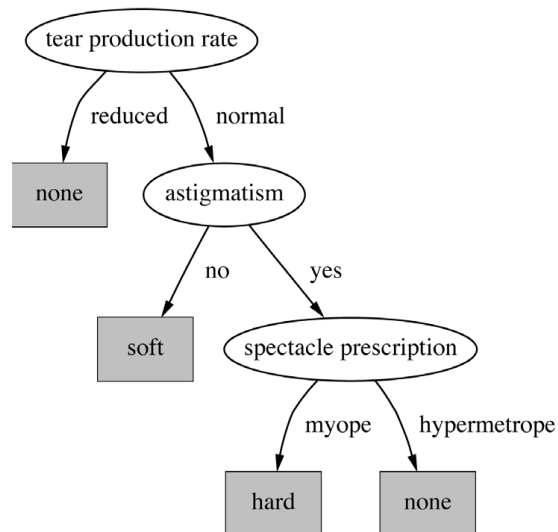 tear production rate
reduced
normal
none
astigmatism
no
yes
soft
spectacle prescription
myope
hypermetrope
hard
none